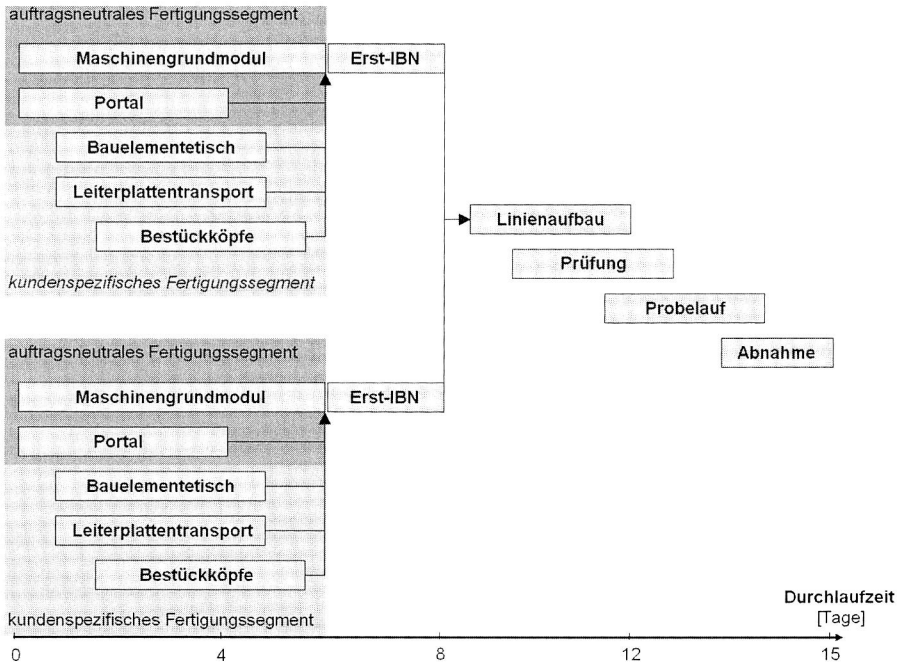 auftragsneutrales Fertigungssegment
Maschinengrundmodul
Erst-IBN
Portal
Bauelementetisch
Leiterplattentransport
Bestückköpfe
kundenspezifisches Fertigungssegment
Linienaufbau
Prüfung
Probelauf
Abnahme
auftragsneutrales Fertigungssegment
Maschinengrundmodul
Erst-IBN
Portal
Bauelementetisch
Leiterplattentransport
Bestückköpfe
kundenspezifisches Fertigungssegment
Durchlaufzeit
[Tage]
0 4 8 12 15